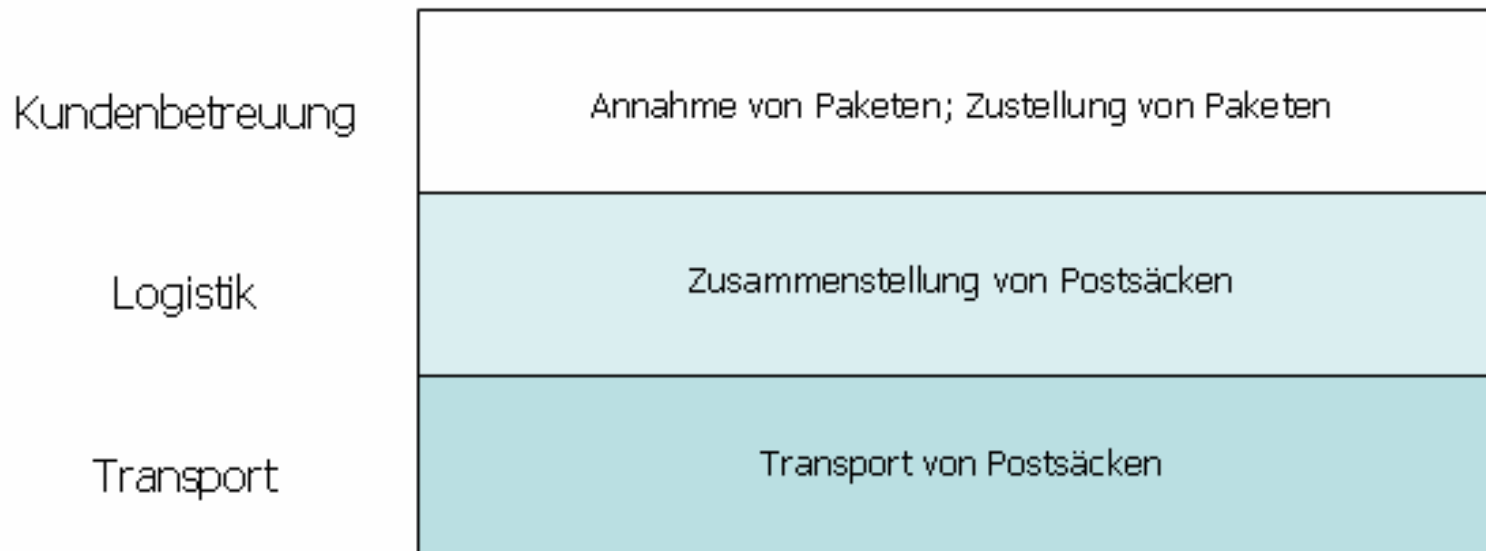 Kundenbetreuung
Annahme von Paketen; Zustellung von Paketen
Logistik
Zusammenstellung von Postsäcken
Transport
Transport von Postsäcken